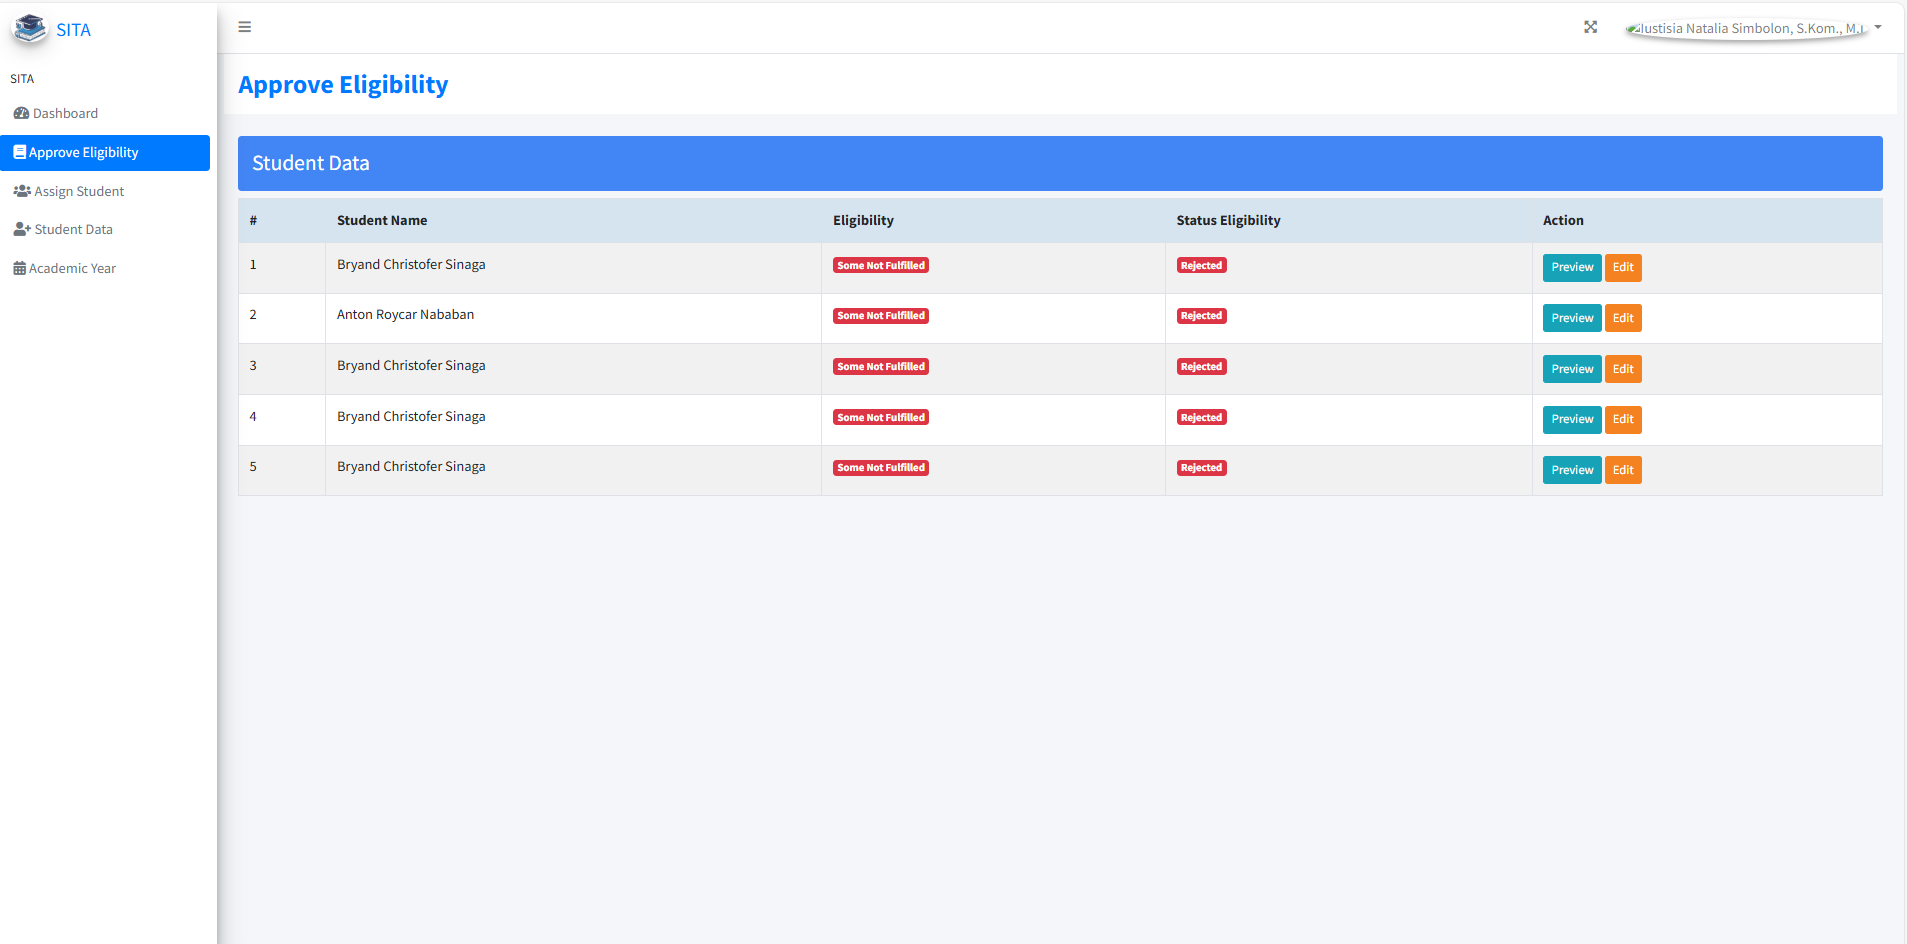 SITA
Iustisia Natalia Simbolon, S.Kom., M.
SITA
Dashboard
Approve Eligibility
Assign Student
Student Data
Academic Year
Approve Eligibility
Student Data
# Student Name Eligibility Status Eligibility Action
1 Bryand Christofer Sinaga Some Not Fulfilled Rejected Preview Edit
2 Anton Roycar Nababan Some Not Fulfilled Rejected Preview Edit
3 Bryand Christofer Sinaga Some Not Fulfilled Rejected Preview Edit
4 Bryand Christofer Sinaga Some Not Fulfilled Rejected Preview Edit
5 Bryand Christofer Sinaga Some Not Fulfilled Rejected Preview Edit